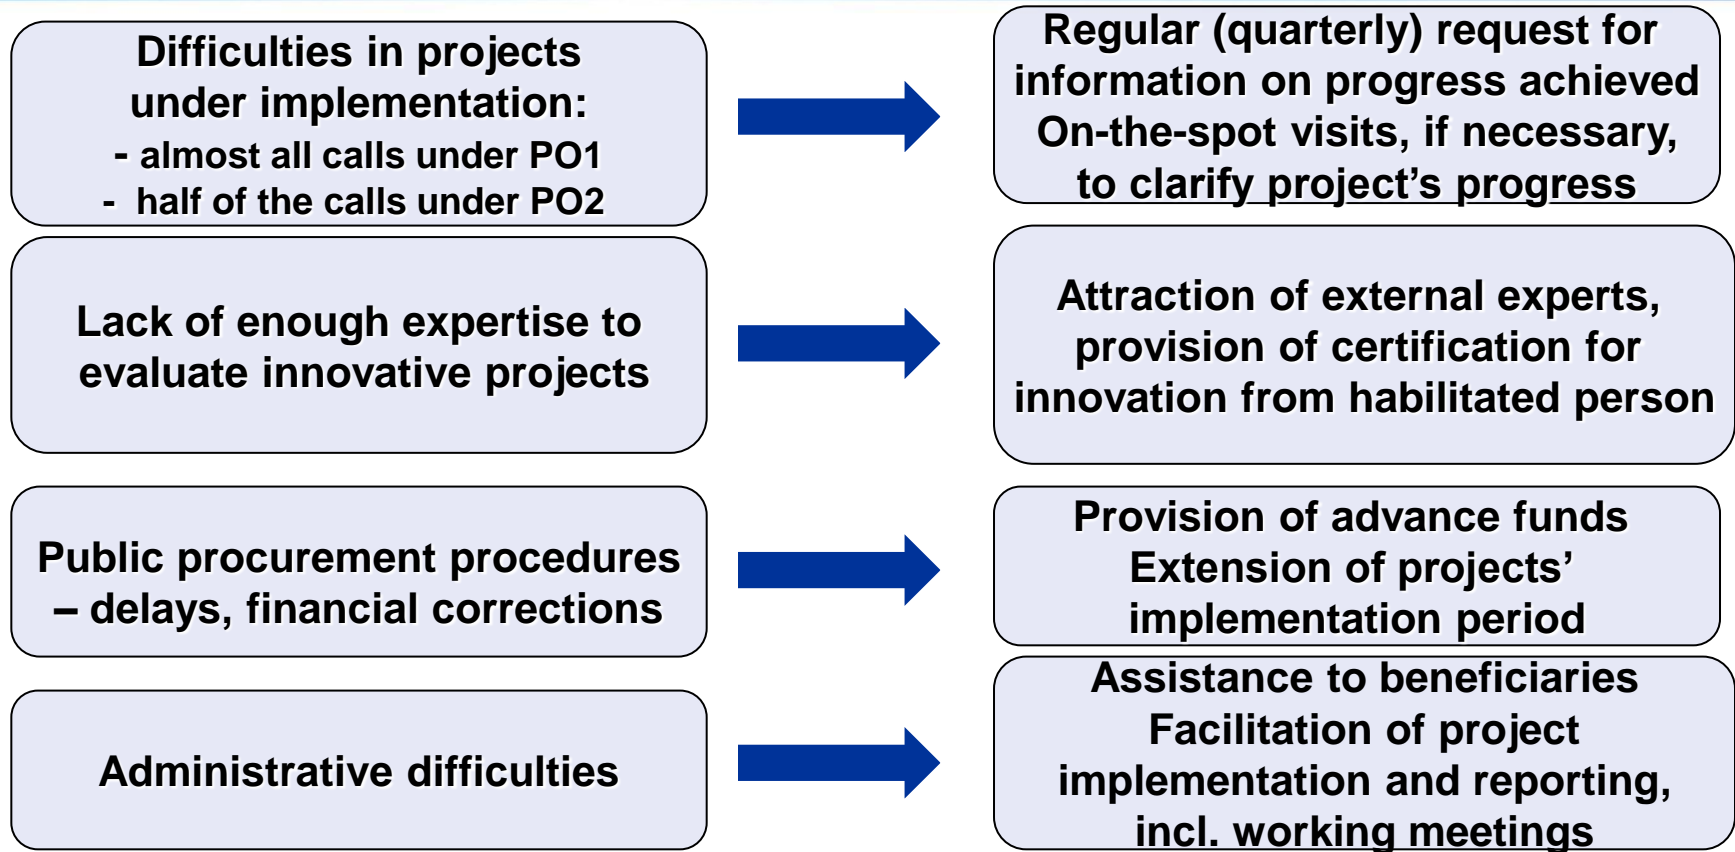 Difficulties in projects
under implementation:
- almost all calls under PO1
- half of the calls under PO2
Regular (quarterly) request for
information on progress achieved
On-the-spot visits, if necessary,
to clarify project’s progress
Lack of enough expertise to
evaluate innovative projects
Attraction of external experts,
provision of certification for
innovation from habilitated person
Public procurement procedures
– delays, financial corrections
Provision of advance funds
Extension of projects’
implementation period
Administrative difficulties
Assistance to beneficiaries
Facilitation of project
implementation and reporting,
incl. working meetings